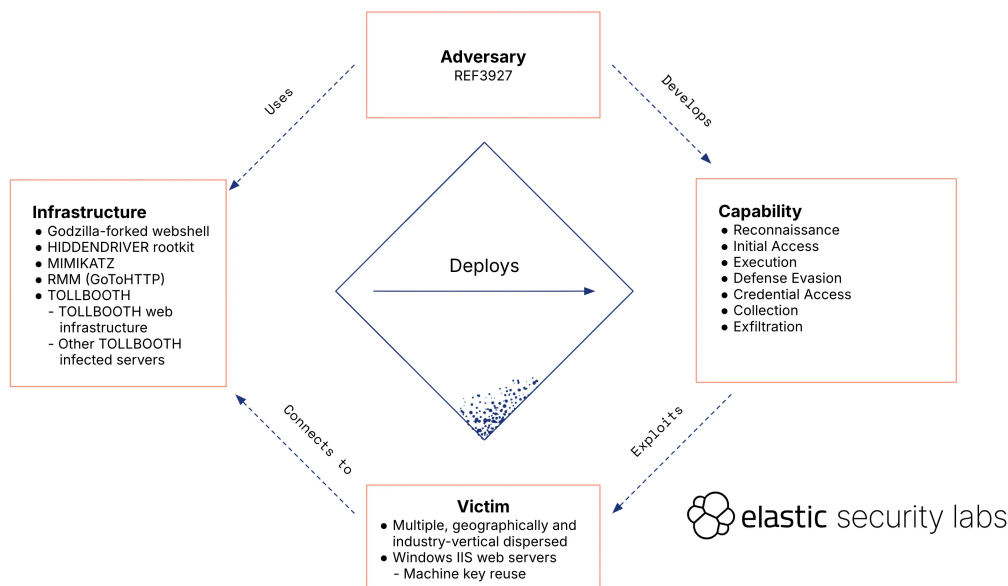 Adversary
REF3927
Uses
Develops
Infrastructure
● Godzilla-forked webshell
● HIDDENDRIVER rootkit
● MIMIKATZ
● RMM (GoToHTTP)
● TOLLBOOTH
- TOLLBOOTH web
infrastructure
- Other TOLLBOOTH
infected servers
Deploys
Capability
● Reconnaissance
● Initial Access
● Execution
● Defense Evasion
● Credential Access
● Collection
● Exfiltration
Connects to
Exploits
Victim
● Multiple, geographically and
industry-vertical dispersed
● Windows IIS web servers
- Machine key reuse
elastic security labs